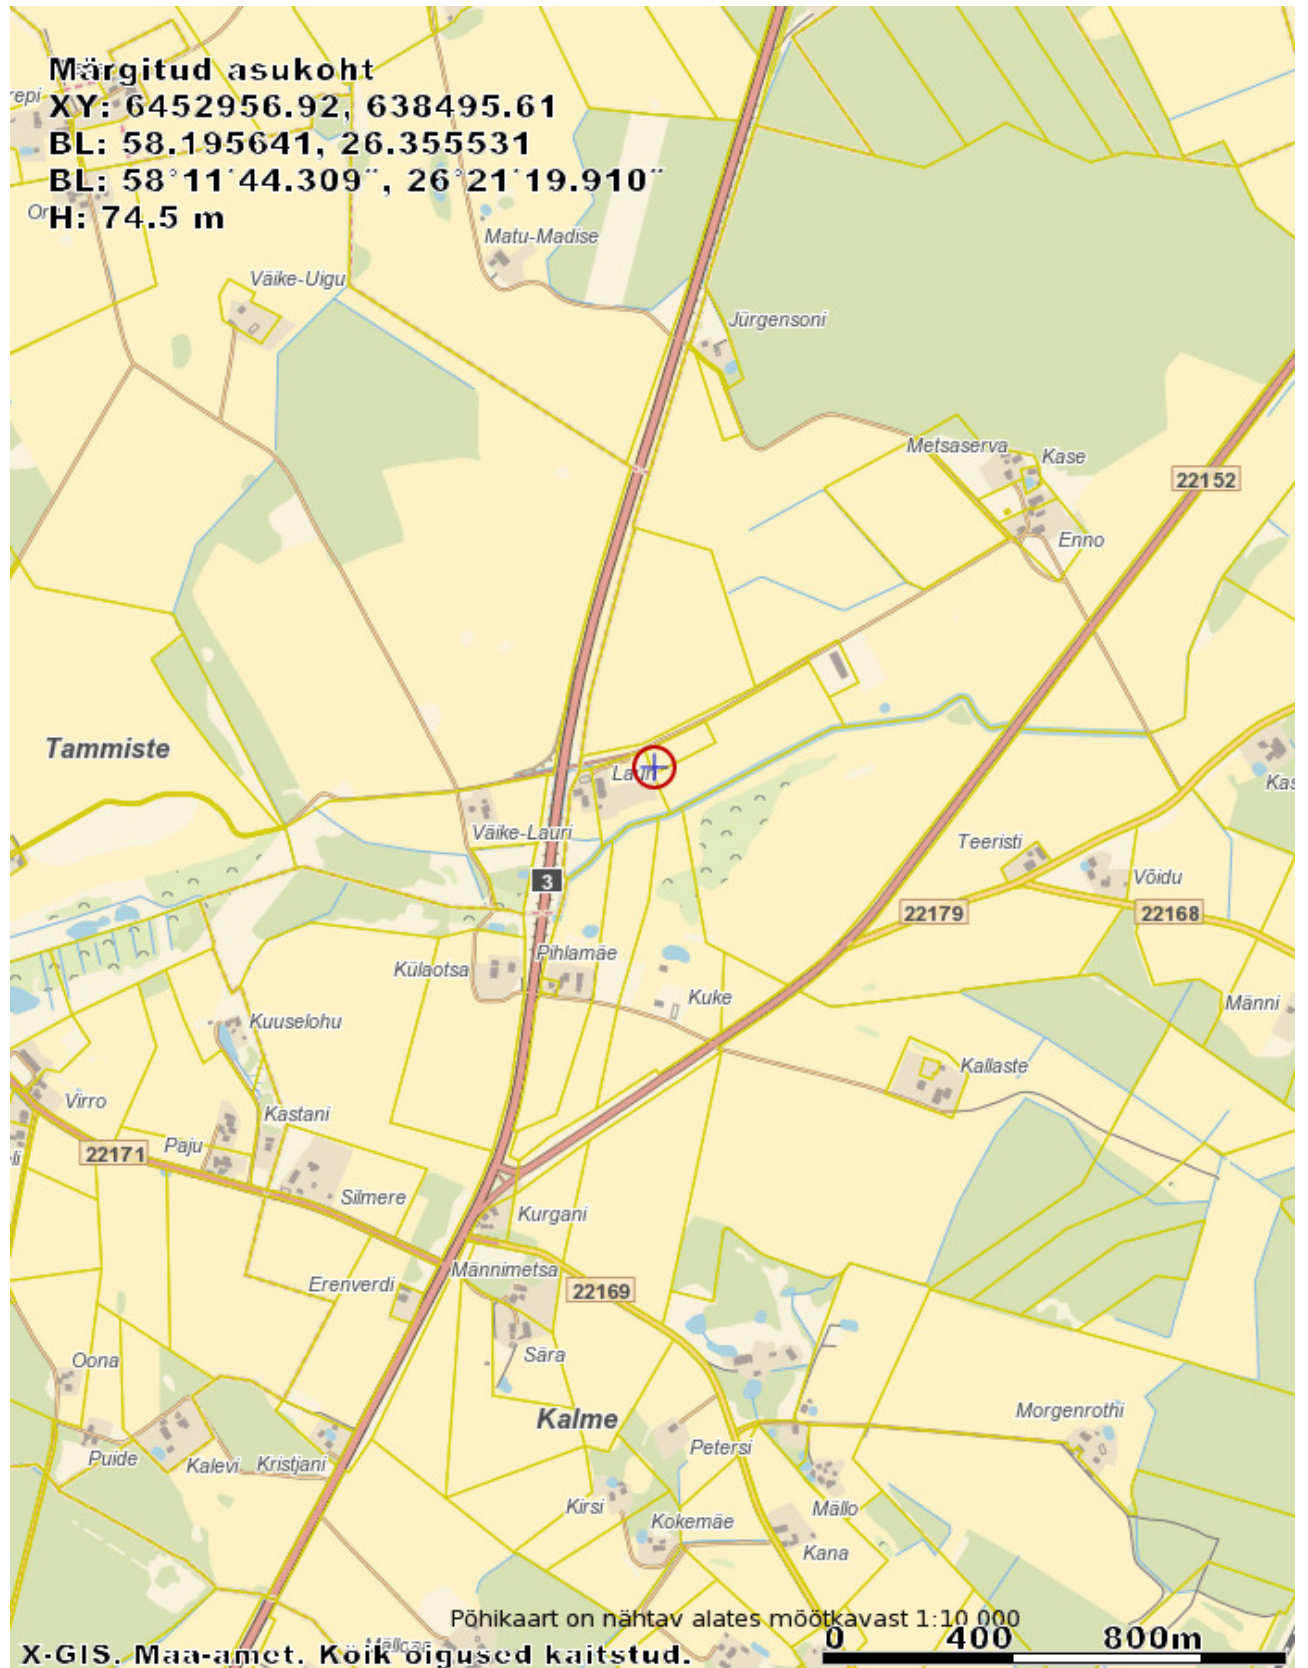 Märgitud asukoht
XY: 6452956.92, 638495.61
BL: 58.195641, 26.355531
BL: 58°11'44.309", 26°21'19.910"
H: 74.5 m
Matu-Madise
Väike-Uigu
Jürgensoni
Metsaserva
Kase
22152
Enno
Tammiste
Lauri
Väike-Lauri
Teeristi
Võidu
3
22179
22168
Pihlamäe
Külaotsa
Kuke
Männi
Kuuselohu
Kallaste
Virro
Kastani
Paju
22171
Silmere
Kurgani
Männimetsa
Erenverdi
22169
Sära
Oona
Kalme
Morgenrothi
Petersi
Puide
Kalevi
Kristjani
Kirsi
Mällo
Kokemäe
Kana
Põhikaart on nähtav alates mõõtkavast 1:10 000
0 400 800m
X-GIS. Maa-amet. Kõik õigused kaitstud.